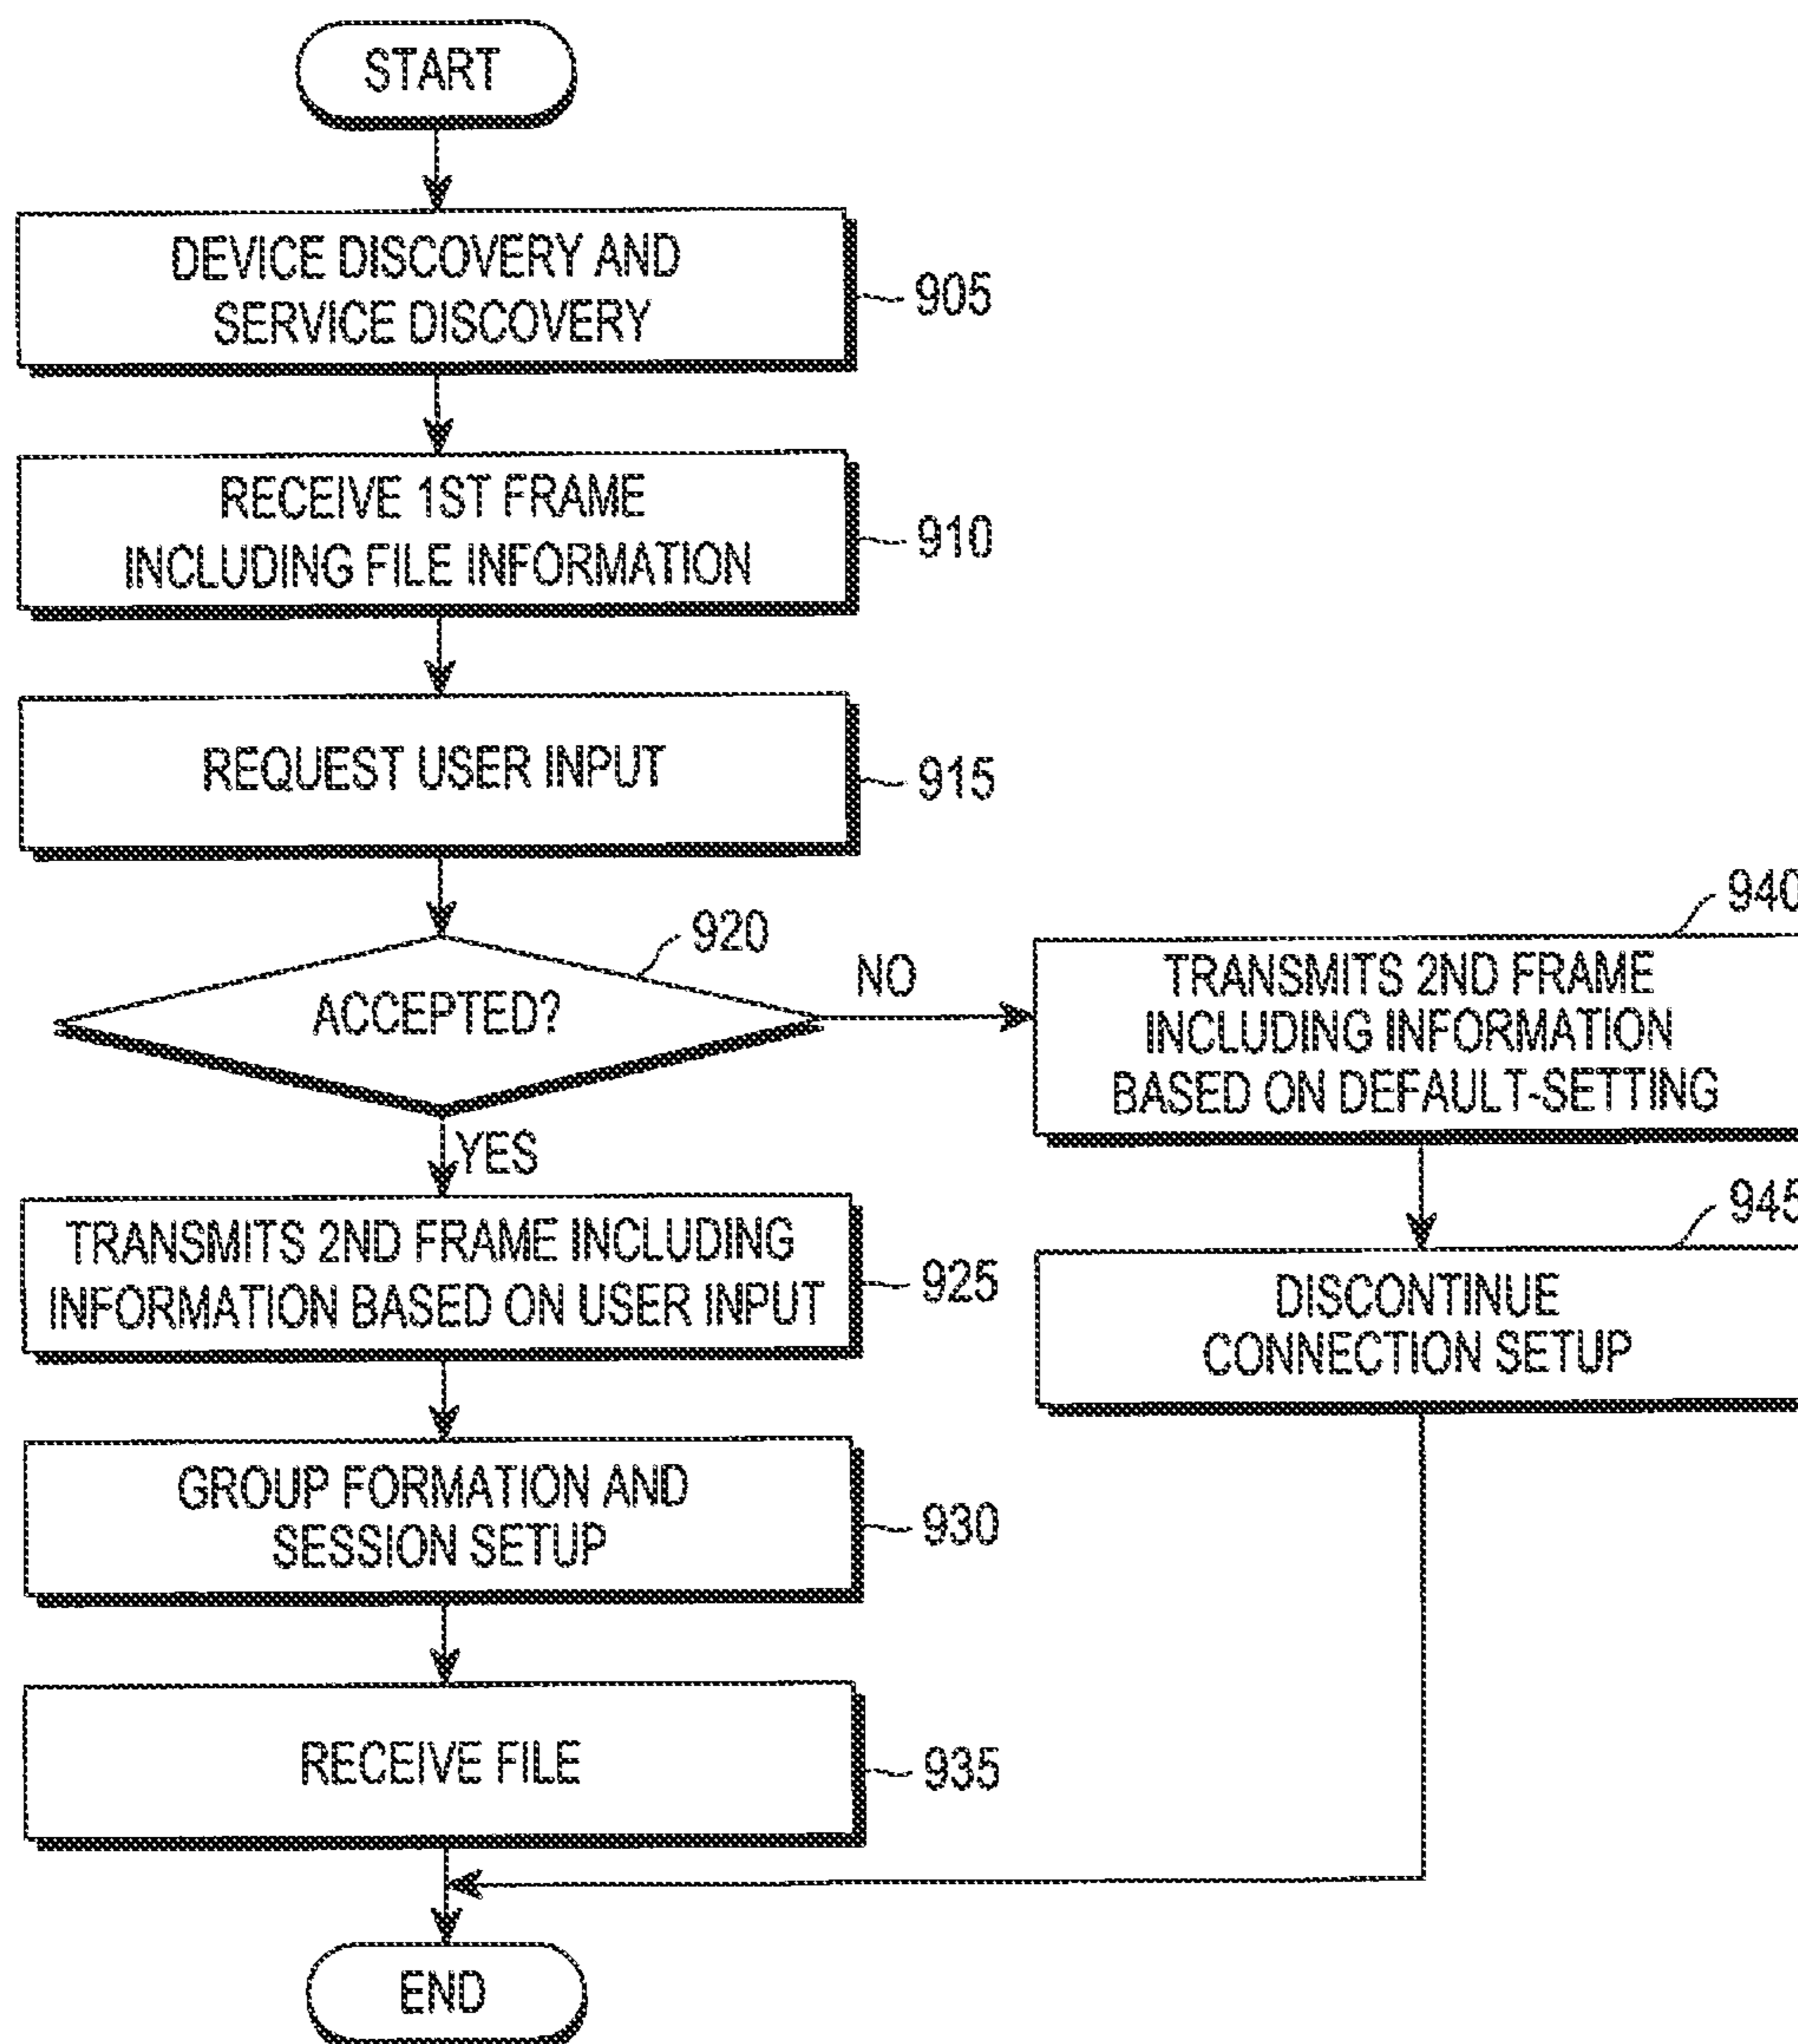 START
DEVICE DISCOVERY AND
SERVICE DISCOVERY
905
RECEIVE 1ST FRAME
INCLUDING FILE INFORMATION
910
REQUEST USER INPUT
915
920
ACCEPTED?
NO
YES
940
TRANSMITS 2ND FRAME
INCLUDING INFORMATION
BASED ON DEFAULT-SETTING
945
DISCONTINUE
CONNECTION SETUP
TRANSMITS 2ND FRAME INCLUDING
INFORMATION BASED ON USER INPUT
925
GROUP FORMATION AND
SESSION SETUP
930
RECEIVE FILE
935
END